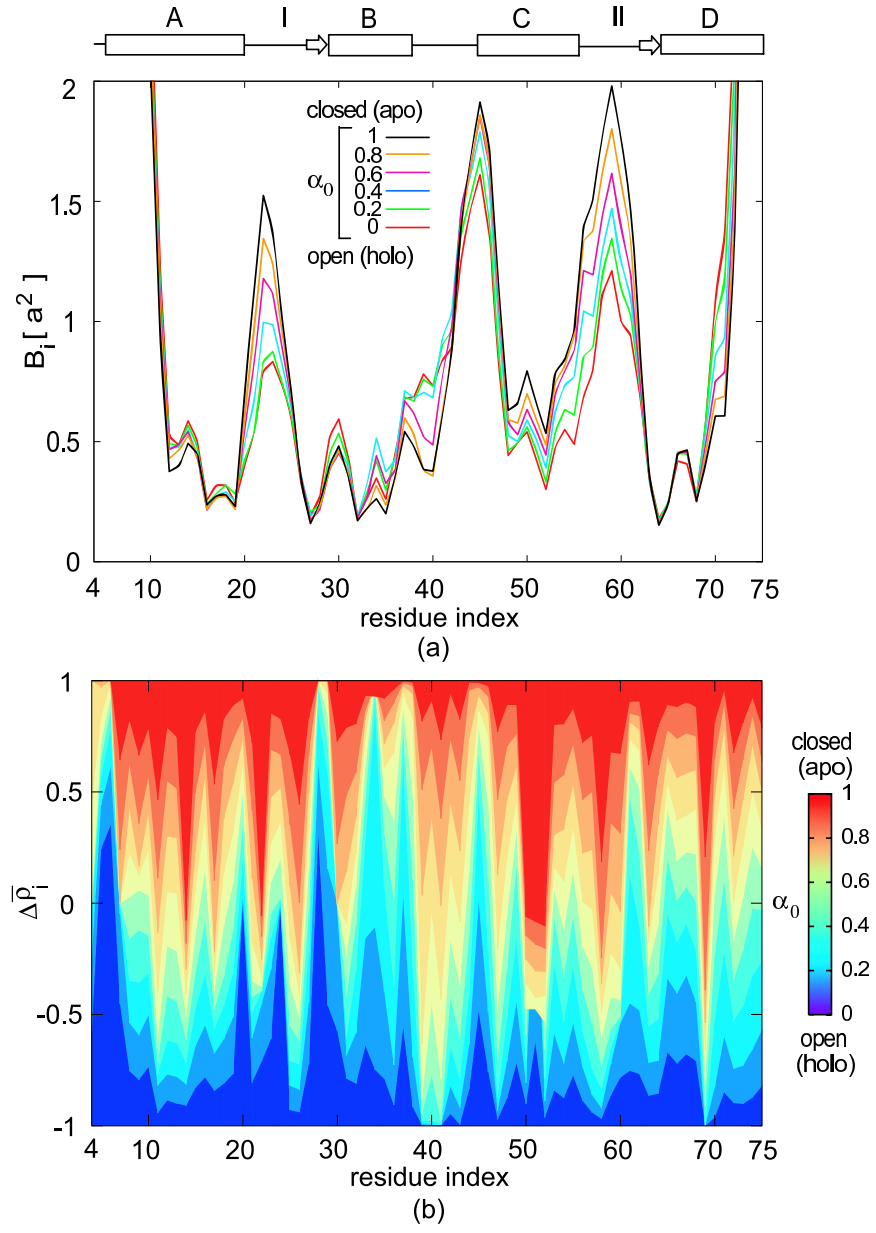 A I B C II D
2
1.5
1
0.5
0
B_i [ a^2 ]
closed (apo)
1
0.8
0.6
0.4
0.2
0
α_0
open (holo)
4 10 20 30 40 50 60 70 75
residue index
(a)
1
0.5
0
-0.5
-1
Δρ̅_i
4 10 20 30 40 50 60 70 75
residue index
(b)
closed
(apo)
1
0.8
0.6
0.4
0.2
0
α_0
open
(holo)